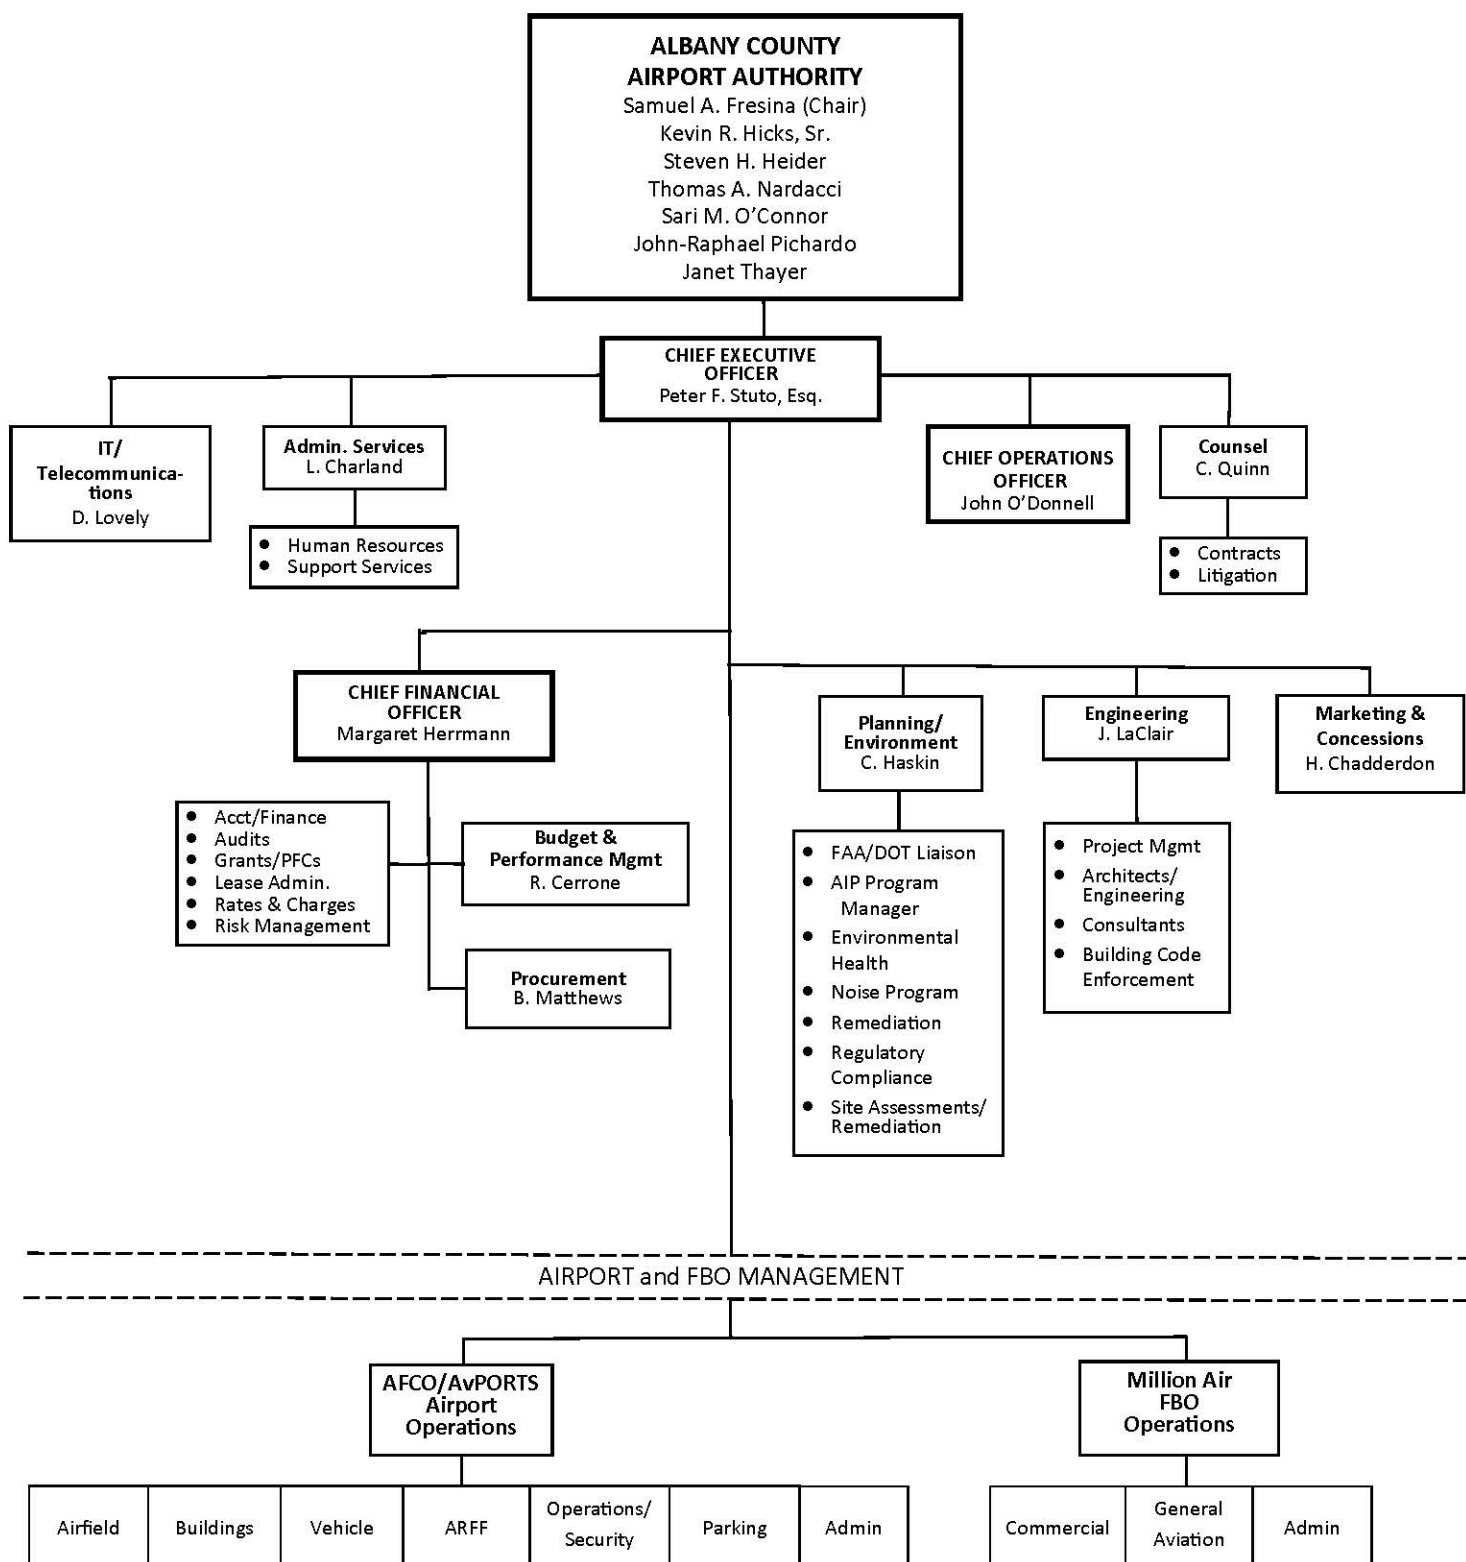 ALBANY COUNTY
AIRPORT AUTHORITY
Samuel A. Fresina (Chair)
Kevin R. Hicks, Sr.
Steven H. Heider
Thomas A. Nardacci
Sari M. O’Connor
John-Raphael Pichardo
Janet Thayer
CHIEF EXECUTIVE
OFFICER
Peter F. Stuto, Esq.
IT/
Telecommunica-
tions
D. Lovely
Admin. Services
L. Charland
• Human Resources
• Support Services
CHIEF OPERATIONS
OFFICER
John O’Donnell
Counsel
C. Quinn
• Contracts
• Litigation
CHIEF FINANCIAL
OFFICER
Margaret Herrmann
• Acct/Finance
• Audits
• Grants/PFCs
• Lease Admin.
• Rates & Charges
• Risk Management
Budget &
Performance Mgmt
R. Cerrone
Procurement
B. Matthews
Planning/
Environment
C. Haskin
• FAA/DOT Liaison
• AIP Program
Manager
• Environmental
Health
• Noise Program
• Remediation
• Regulatory
Compliance
• Site Assessments/
Remediation
Engineering
J. LaClair
• Project Mgmt
• Architects/
Engineering
• Consultants
• Building Code
Enforcement
Marketing &
Concessions
H. Chadderdon
AIRPORT and FBO MANAGEMENT
AFCO/AvPORTS
Airport
Operations
Airfield
Buildings
Vehicle
ARFF
Operations/
Security
Parking
Admin
Million Air
FBO
Operations
Commercial
General
Aviation
Admin